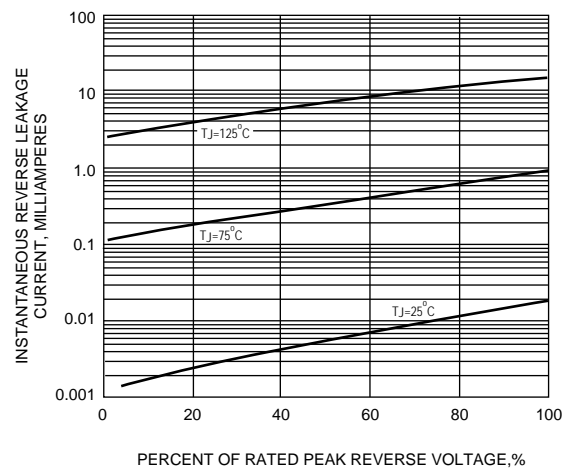 INSTANTANEOUS REVERSE LEAKAGE
CURRENT, MILLIAMPERES
100
10
1.0
0.1
0.01
0.001
TJ=125°C
TJ=75°C
TJ=25°C
0
20
40
60
80
100
PERCENT OF RATED PEAK REVERSE VOLTAGE,%